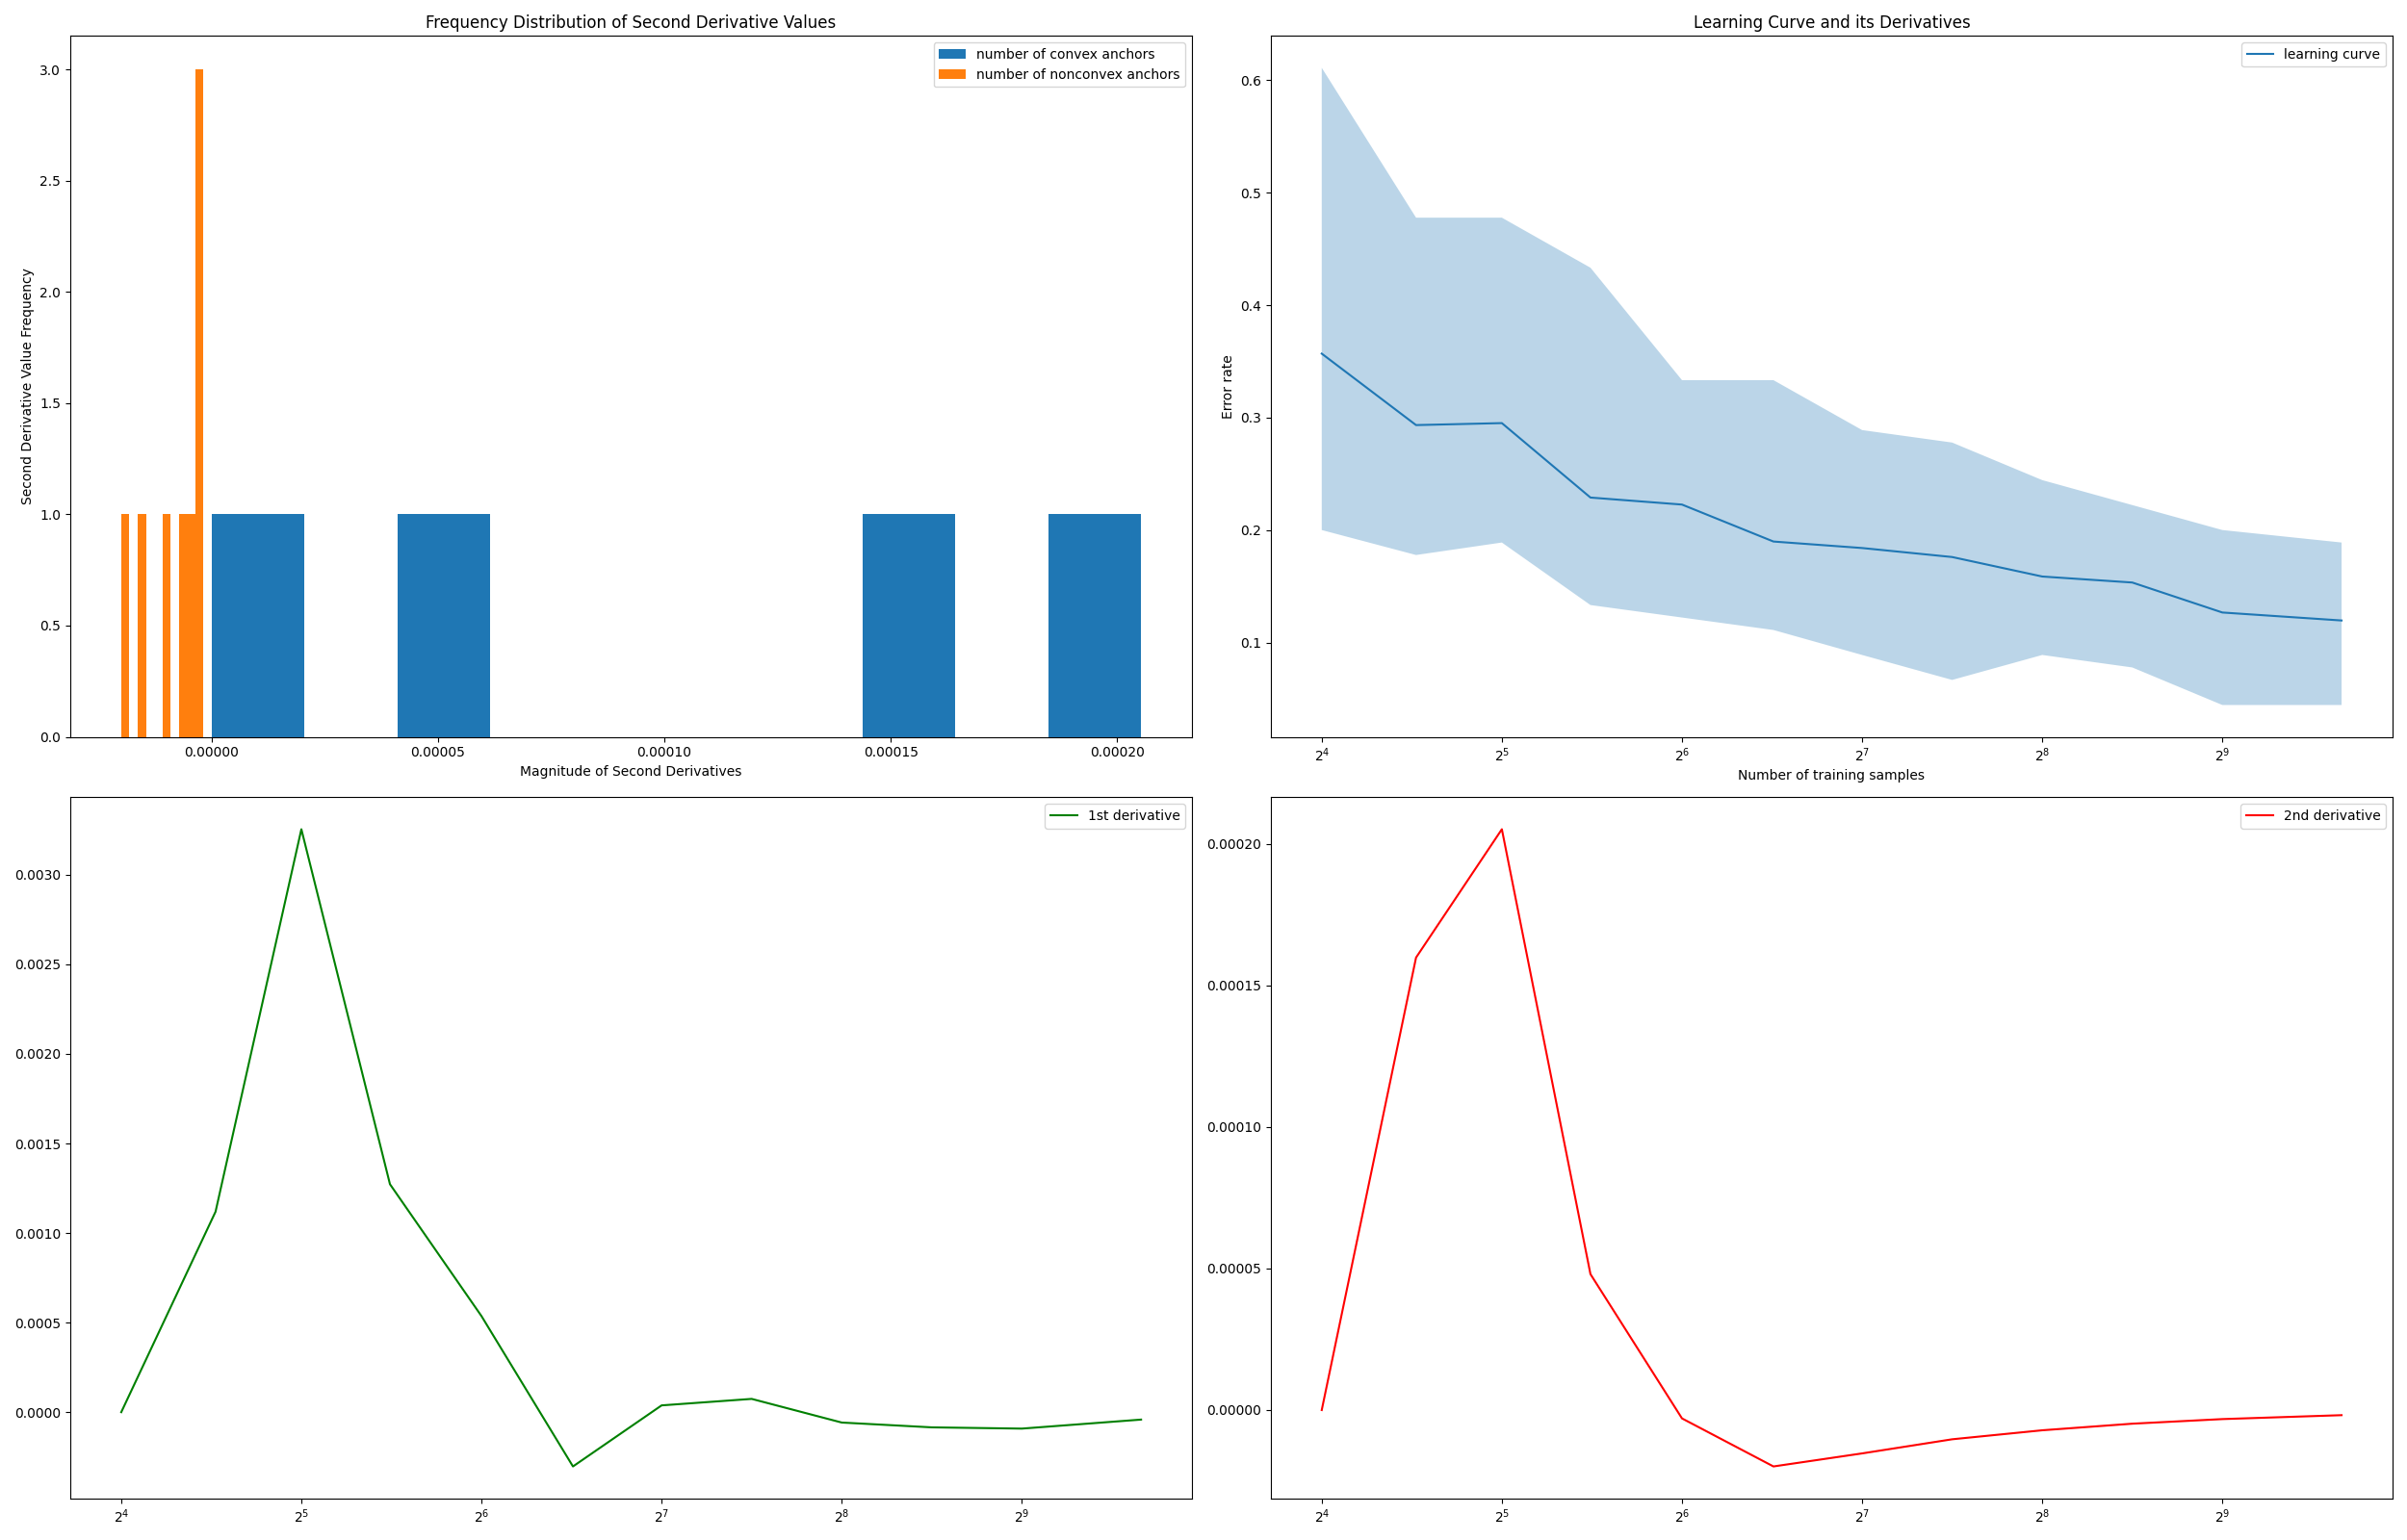 Frequency Distribution of Second Derivative Values
number of convex anchors
number of nonconvex anchors
3.0
2.5
2.0
1.5
1.0
0.5
0.0
Second Derivative Value Frequency
0.00000 0.00005 0.00010 0.00015 0.00020
Magnitude of Second Derivatives
Learning Curve and its Derivatives
learning curve
0.6
0.5
0.4
0.3
0.2
0.1
Error rate
2⁴ 2⁵ 2⁶ 2⁷ 2⁸ 2⁹
Number of training samples
1st derivative
0.0030
0.0025
0.0020
0.0015
0.0010
0.0005
0.0000
2⁴ 2⁵ 2⁶ 2⁷ 2⁸ 2⁹
2nd derivative
0.00020
0.00015
0.00010
0.00005
0.00000
2⁴ 2⁵ 2⁶ 2⁷ 2⁸ 2⁹